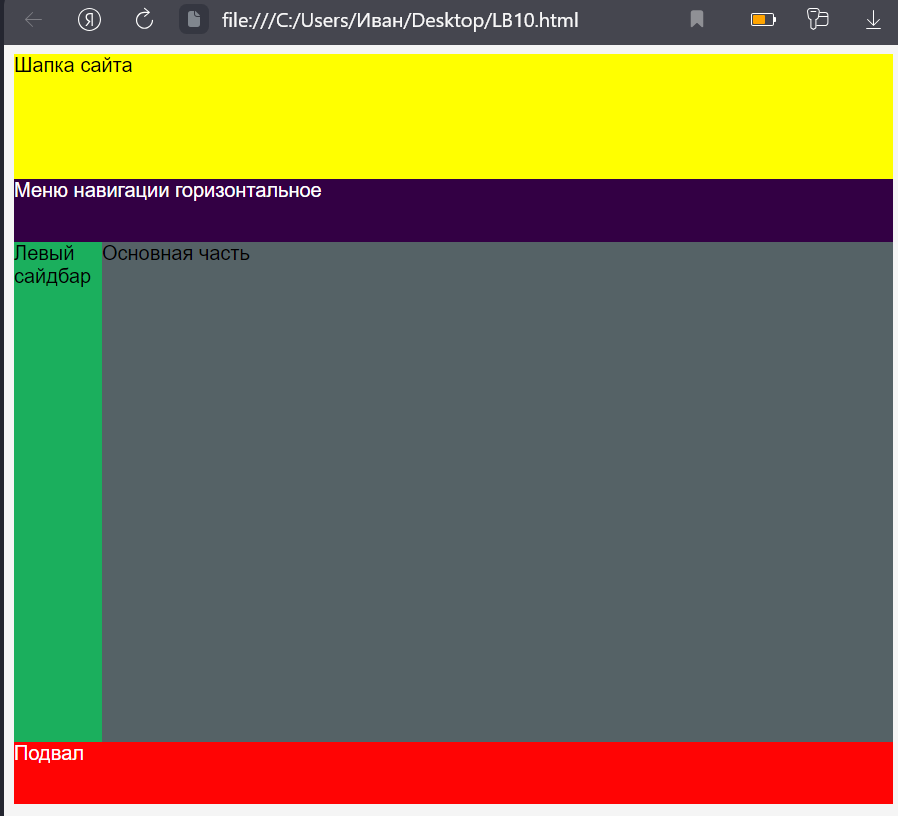 Я
file:///C:/Users/Иван/Desktop/LB10.html
Шапка сайта
Меню навигации горизонтальное
Левый
сайдбар
Основная часть
Подвал